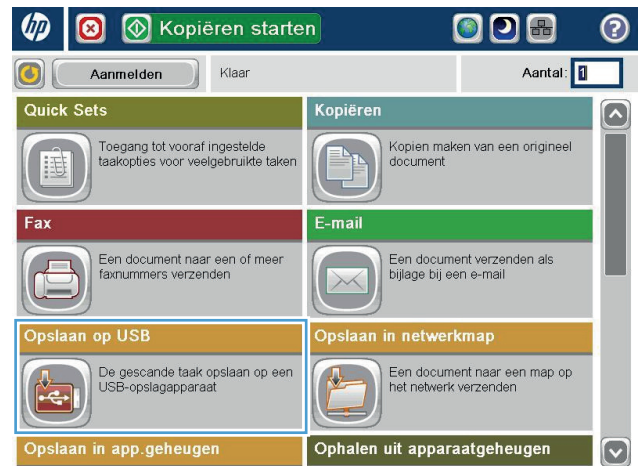 hp
Kopiëren starten
?
Aanmelden
Klaar
Aantal: 1
Quick Sets
Toegang tot vooraf ingestelde
taakopties voor veelgebruikte taken
Kopiëren
Kopien maken van een origineel
document
Fax
Een document naar een of meer
faxnummers verzenden
E-mail
Een document verzenden als
bijlage bij een e-mail
Opslaan op USB
De gescande taak opslaan op een
USB-opslagapparaat
Opslaan in netwerkmap
Een document naar een map op
het netwerk verzenden
Opslaan in app.geheugen
Ophalen uit apparaatgeheugen